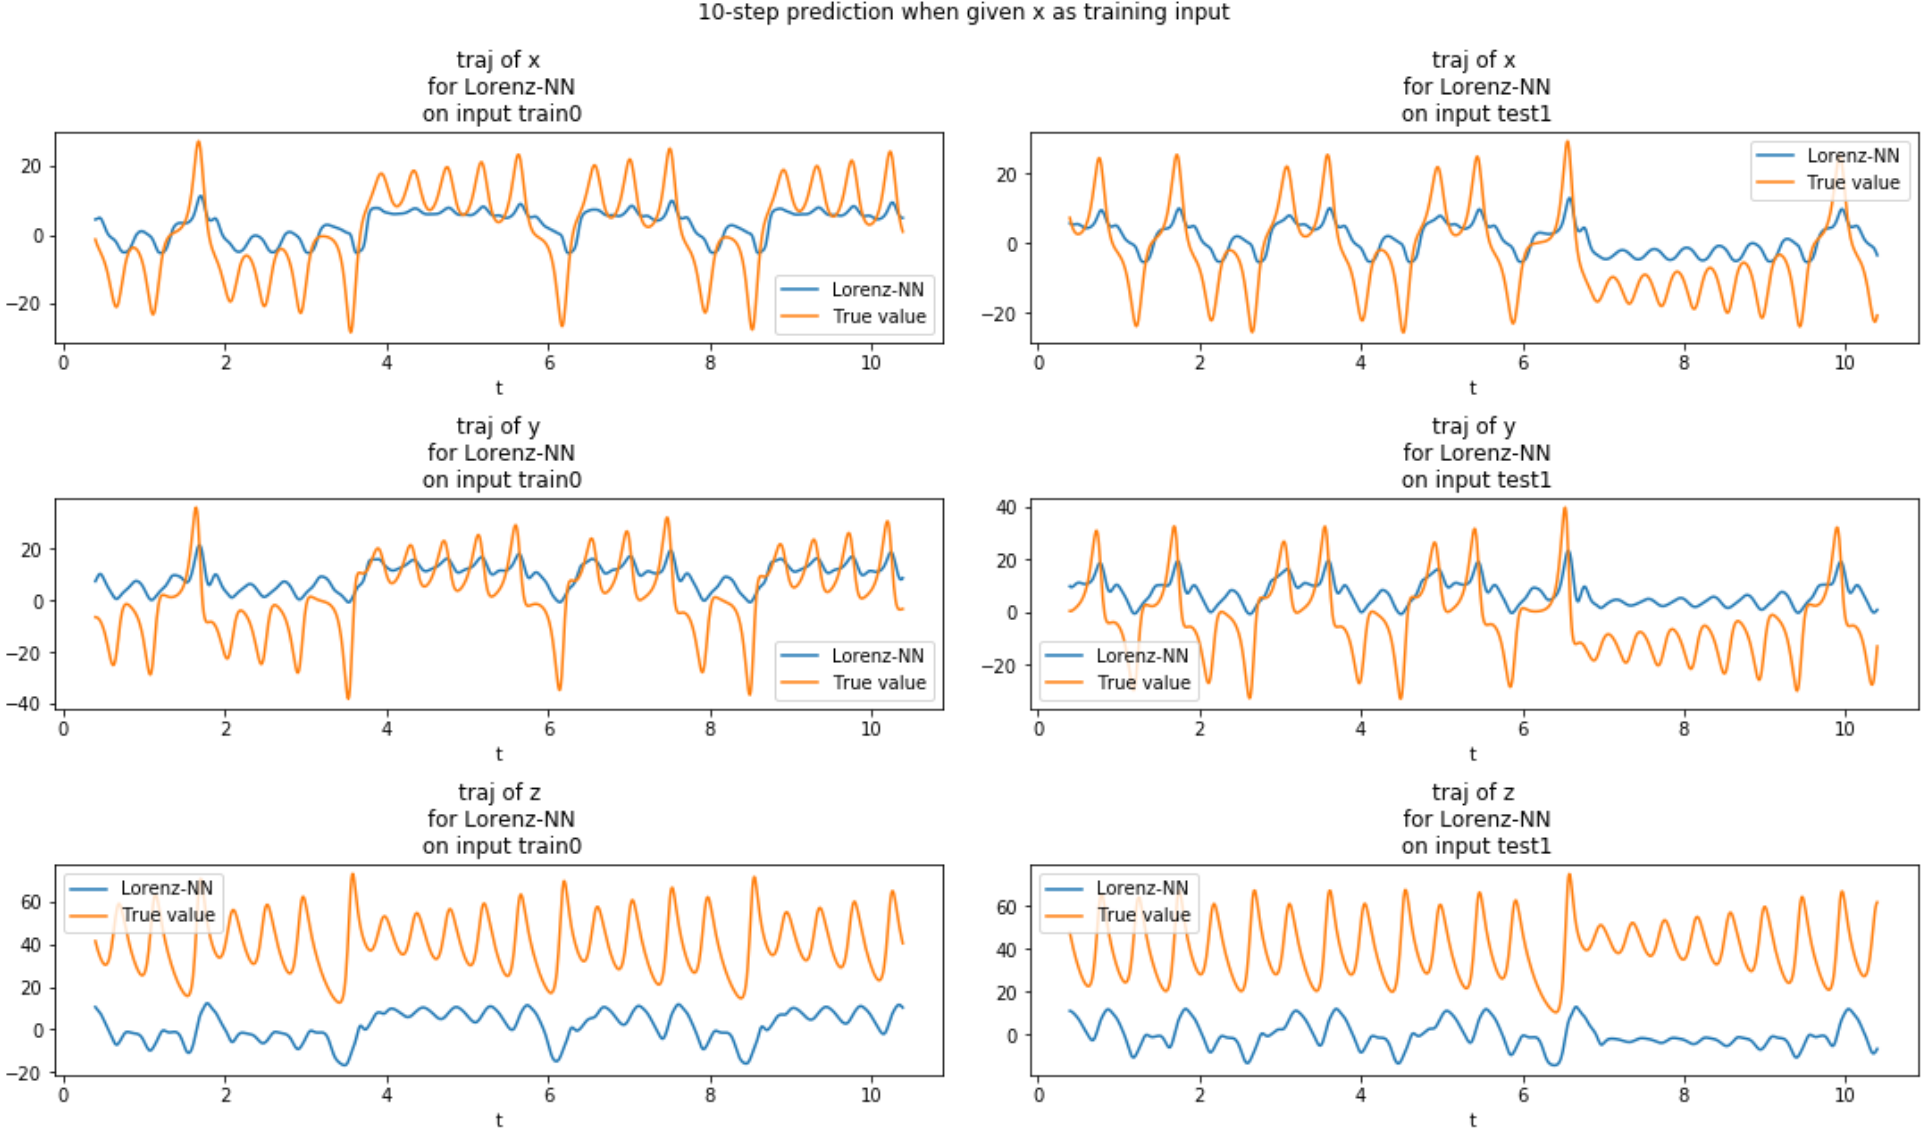 10-step prediction when given x as training input
traj of x
for Lorenz-NN
on input train0
20
0
−20
Lorenz-NN
True value
0 2 4 6 8 10
t
traj of x
for Lorenz-NN
on input test1
20
0
−20
Lorenz-NN
True value
0 2 4 6 8 10
t
traj of y
for Lorenz-NN
on input train0
20
0
−20
−40
Lorenz-NN
True value
0 2 4 6 8 10
t
traj of y
for Lorenz-NN
on input test1
40
20
0
−20
Lorenz-NN
True value
0 2 4 6 8 10
t
traj of z
for Lorenz-NN
on input train0
Lorenz-NN
True value
60
40
20
0
−20
0 2 4 6 8 10
t
traj of z
for Lorenz-NN
on input test1
Lorenz-NN
True value
60
40
20
0
0 2 4 6 8 10
t